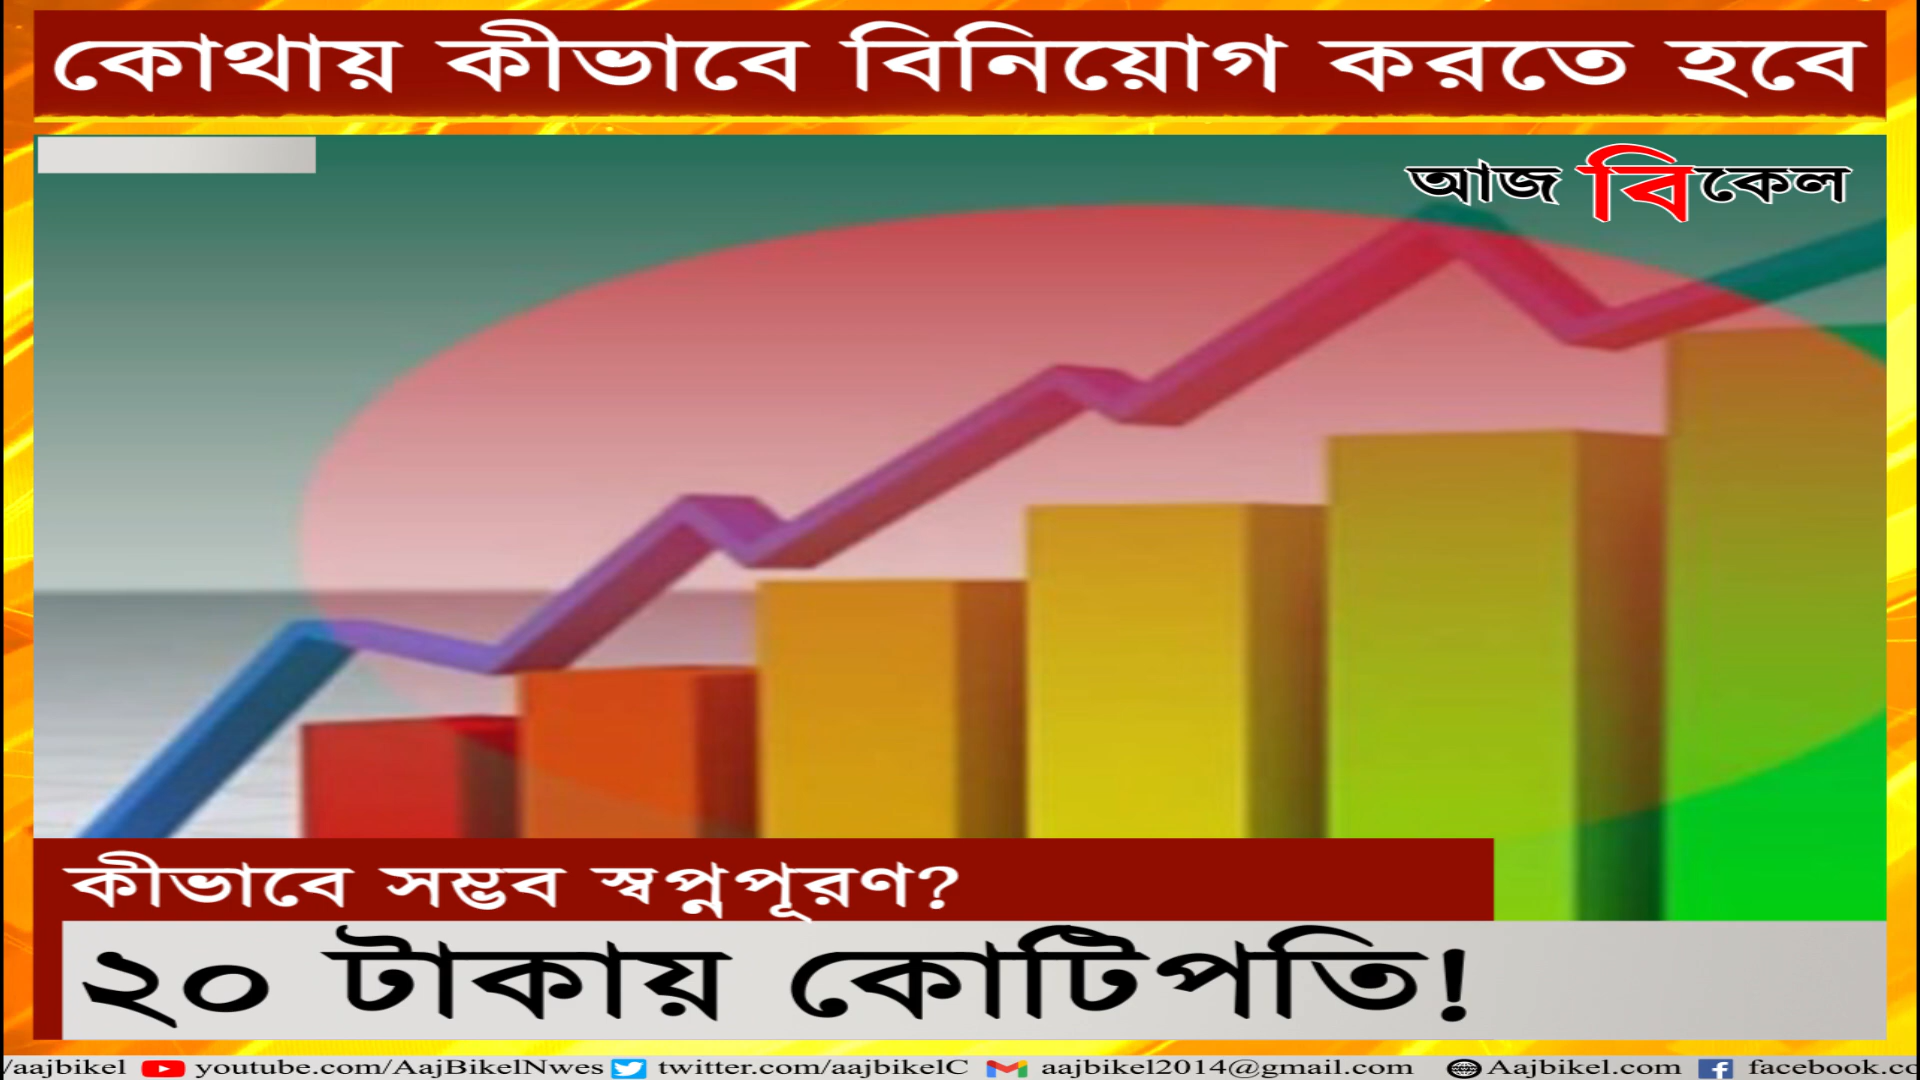 কোথায় কীভাবে বিনিয়োগ করতে হবে
আজ বিকেল
কীভাবে সম্ভব স্বপ্নপূরণ?
২০ টাকায় কোটিপতি!
/aajbikel youtube.com/AajBikelNwes twitter.com/aajbikelC aajbikel2014@gmail.com Aajbikel.com facebook.co